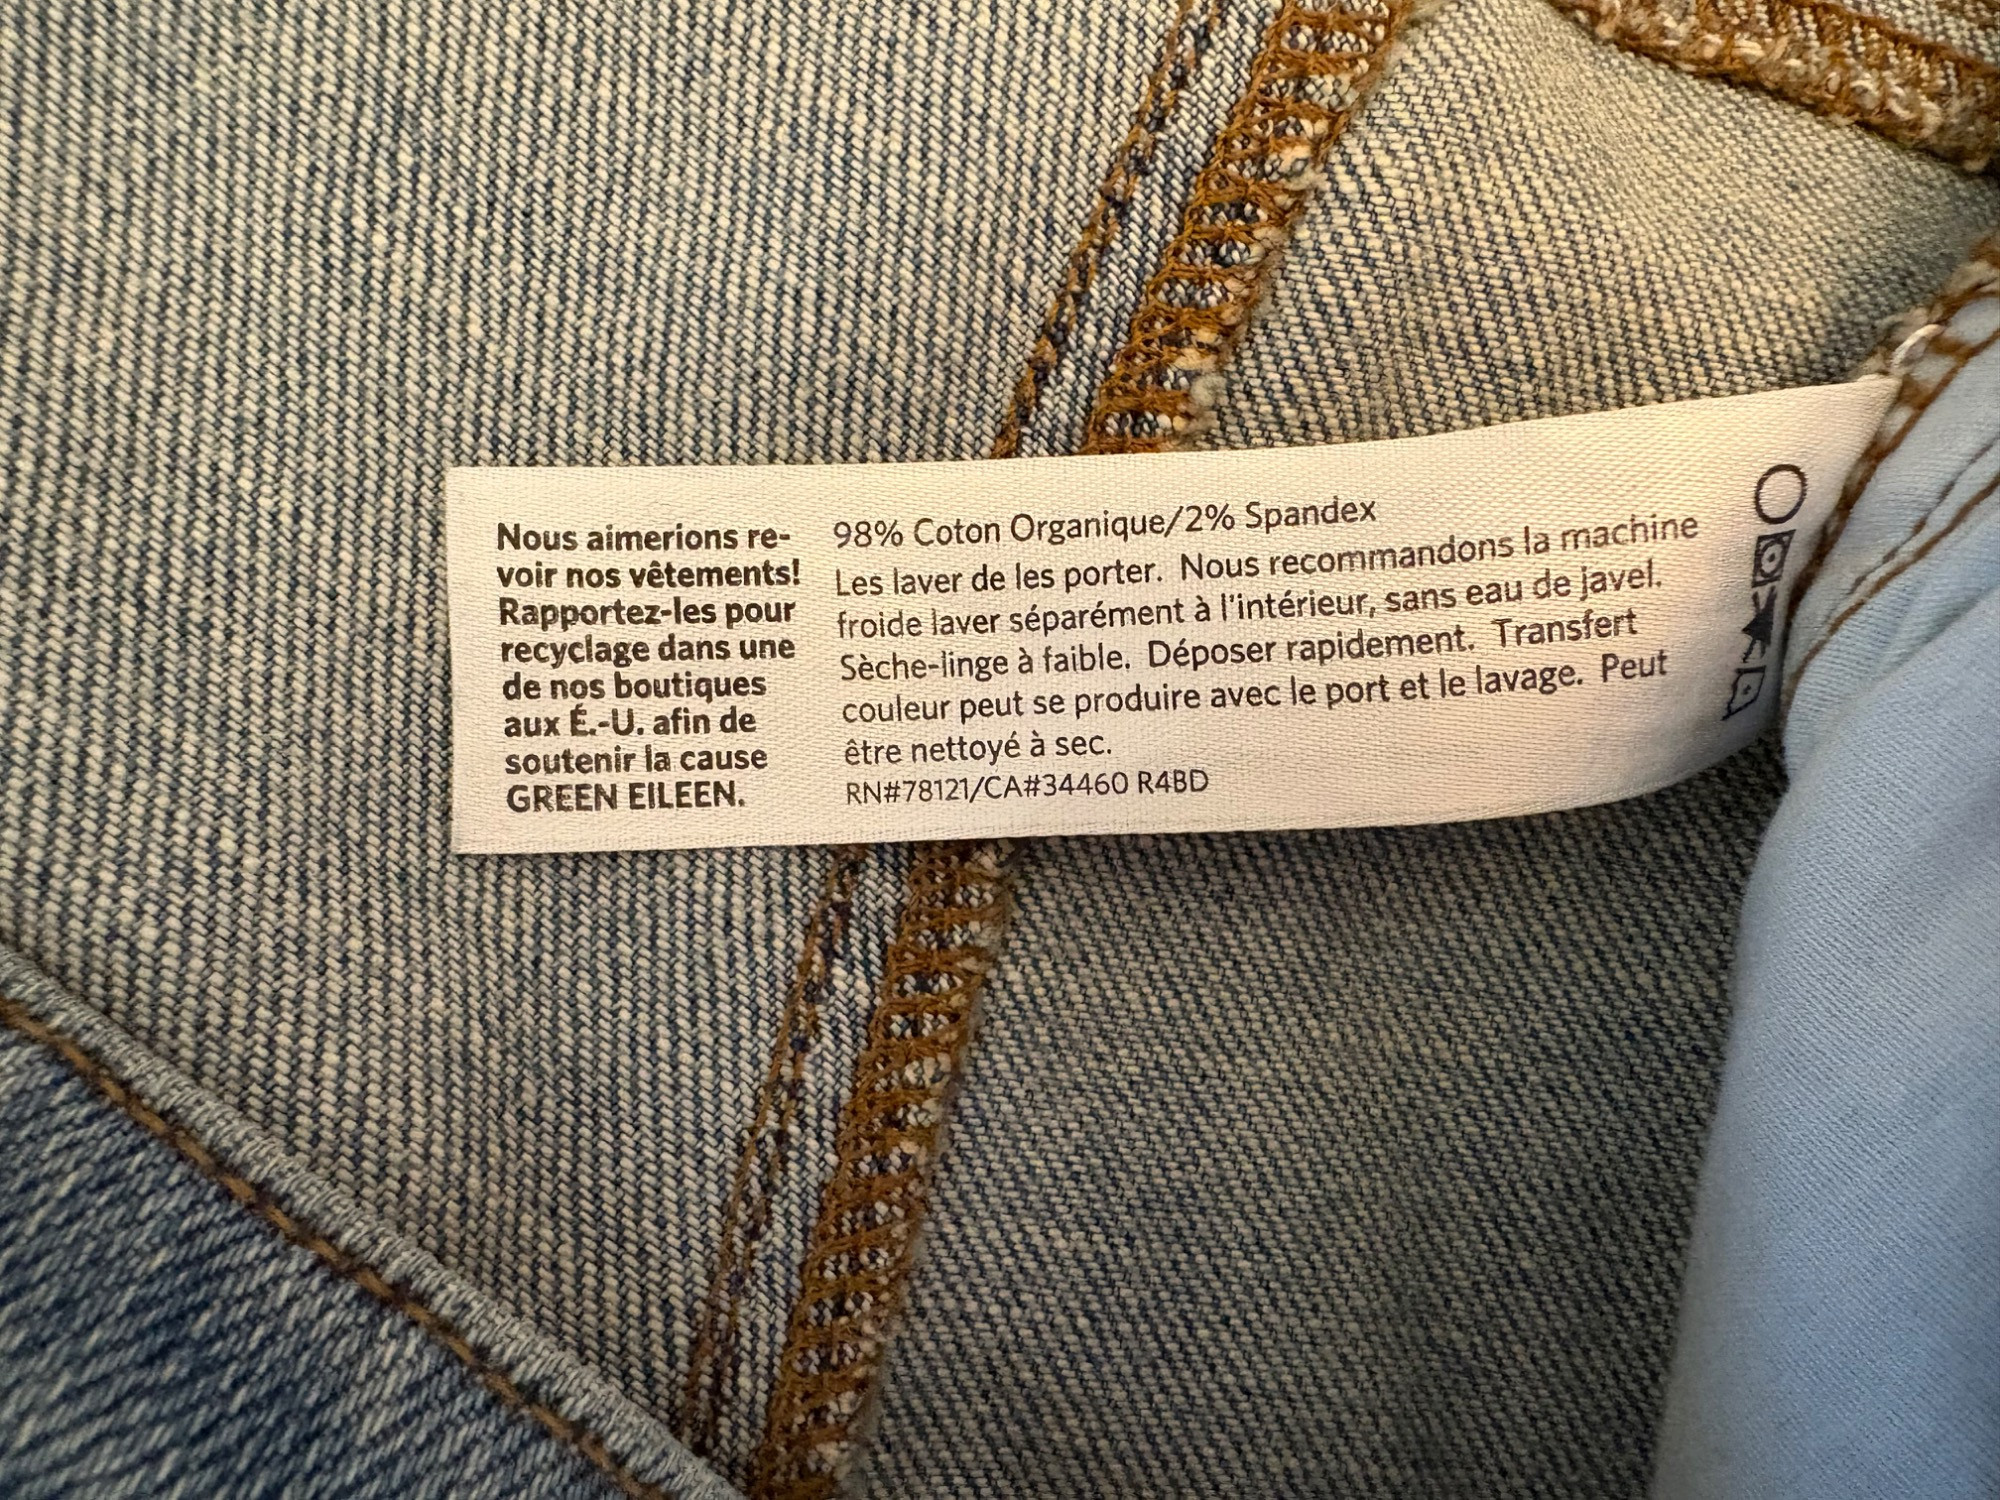 Nous aimerions re-
voir nos vêtements!
Rapportez-les pour
recyclage dans une
de nos boutiques
aux É.-U. afin de
soutenir la cause
GREEN EILEEN.
98% Coton Organique/2% Spandex
Les laver de les porter. Nous recommandons la machine
froide laver séparément à l'intérieur, sans eau de javel.
Sèche-linge à faible. Déposer rapidement. Transfert
couleur peut se produire avec le port et le lavage. Peut
être nettoyé à sec.
RN#78121/CA#34460 R4BD